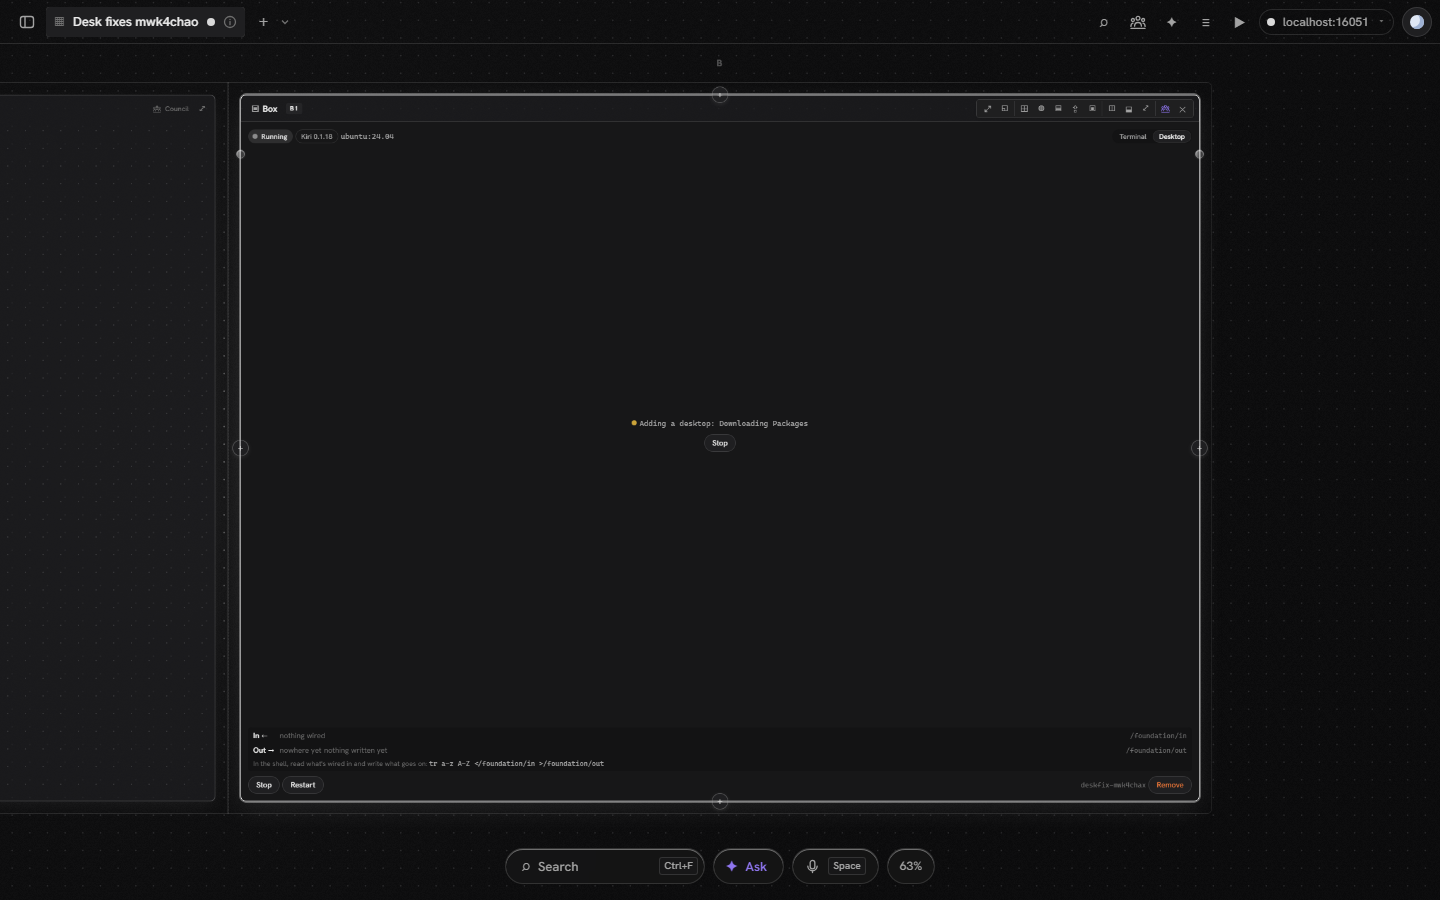 Desk fixes mwk4chao
localhost:16051
B
Council
Box B1
Running Kiri 0.1.18 ubuntu:24.04
Terminal Desktop
Adding a desktop: Downloading Packages
Stop
In ← nothing wired /foundation/in
Out → nowhere yet nothing written yet /foundation/out
In the shell, read what's wired in and write what goes on: tr a-z A-Z </foundation/in >/foundation/out
Stop Restart deskfix-mwk4chax Remove
Search Ctrl+F Ask Space 63%